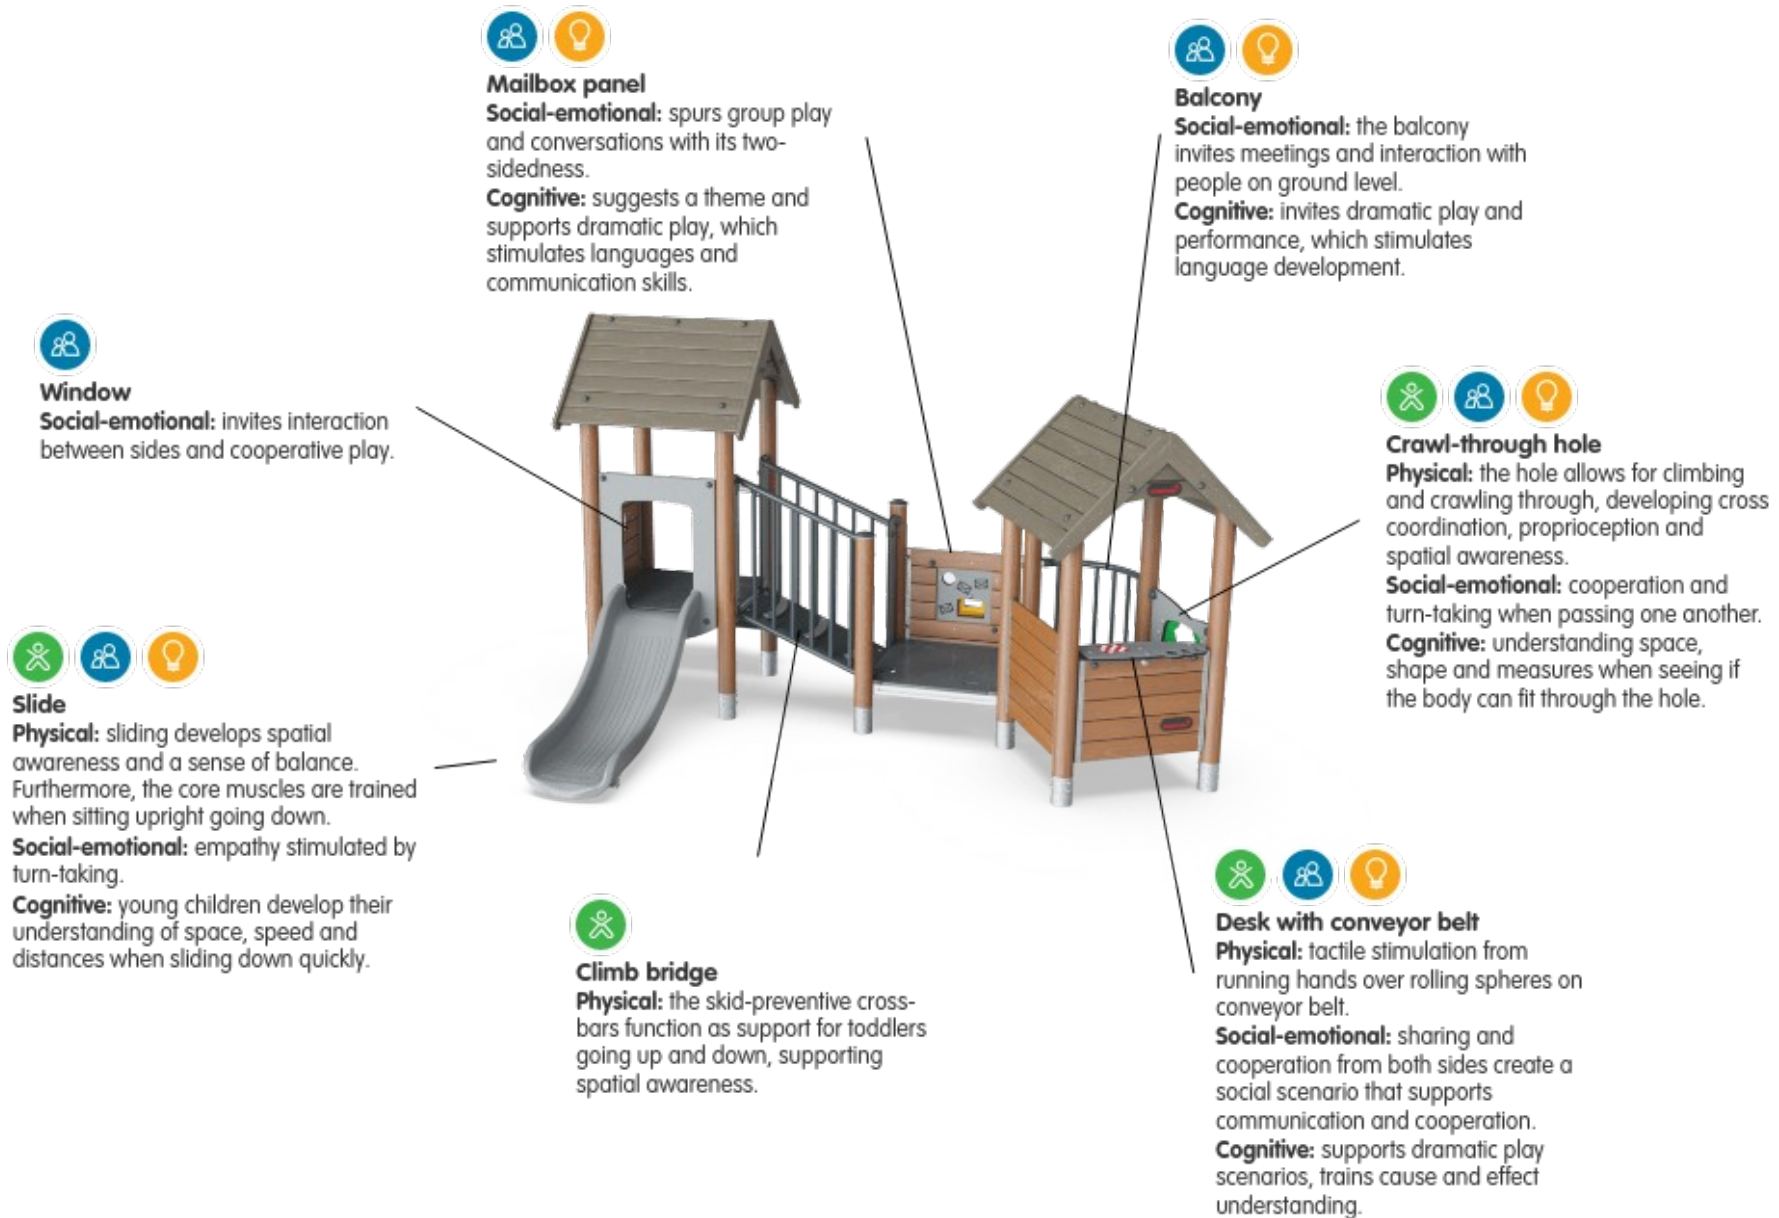 Mailbox panel
Social-emotional: spurs group play
and conversations with its two-
sidedness.
Cognitive: suggests a theme and
supports dramatic play, which
stimulates languages and
communication skills.
Balcony
Social-emotional: the balcony
invites meetings and interaction with
people on ground level.
Cognitive: invites dramatic play and
performance, which stimulates
language development.
Window
Social-emotional: invites interaction
between sides and cooperative play.
Crawl-through hole
Physical: the hole allows for climbing
and crawling through, developing cross
coordination, proprioception and
spatial awareness.
Social-emotional: cooperation and
turn-taking when passing one another.
Cognitive: understanding space,
shape and measures when seeing if
the body can fit through the hole.
Slide
Physical: sliding develops spatial
awareness and a sense of balance.
Furthermore, the core muscles are trained
when sitting upright going down.
Social-emotional: empathy stimulated by
turn-taking.
Cognitive: young children develop their
understanding of space, speed and
distances when sliding down quickly.
Climb bridge
Physical: the skid-preventive cross-
bars function as support for toddlers
going up and down, supporting
spatial awareness.
Desk with conveyor belt
Physical: tactile stimulation from
running hands over rolling spheres on
conveyor belt.
Social-emotional: sharing and
cooperation from both sides create a
social scenario that supports
communication and cooperation.
Cognitive: supports dramatic play
scenarios, trains cause and effect
understanding.